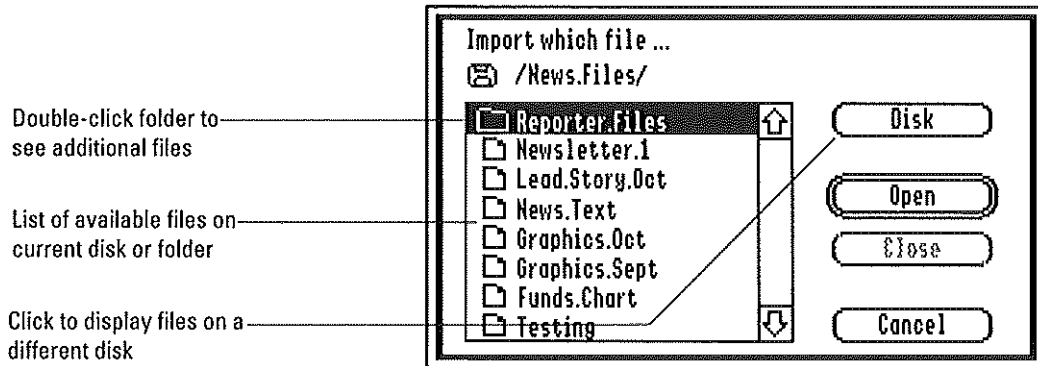 Import which file ...
/News.Files/
Double-click folder to
see additional files
List of available files on
current disk or folder
Click to display files on a
different disk
Reporter.Files
Newsletter.1
Lead.Story.Oct
News.Text
Graphics.Oct
Graphics.Sept
Funds.Chart
Testing
Disk
Open
Close
Cancel